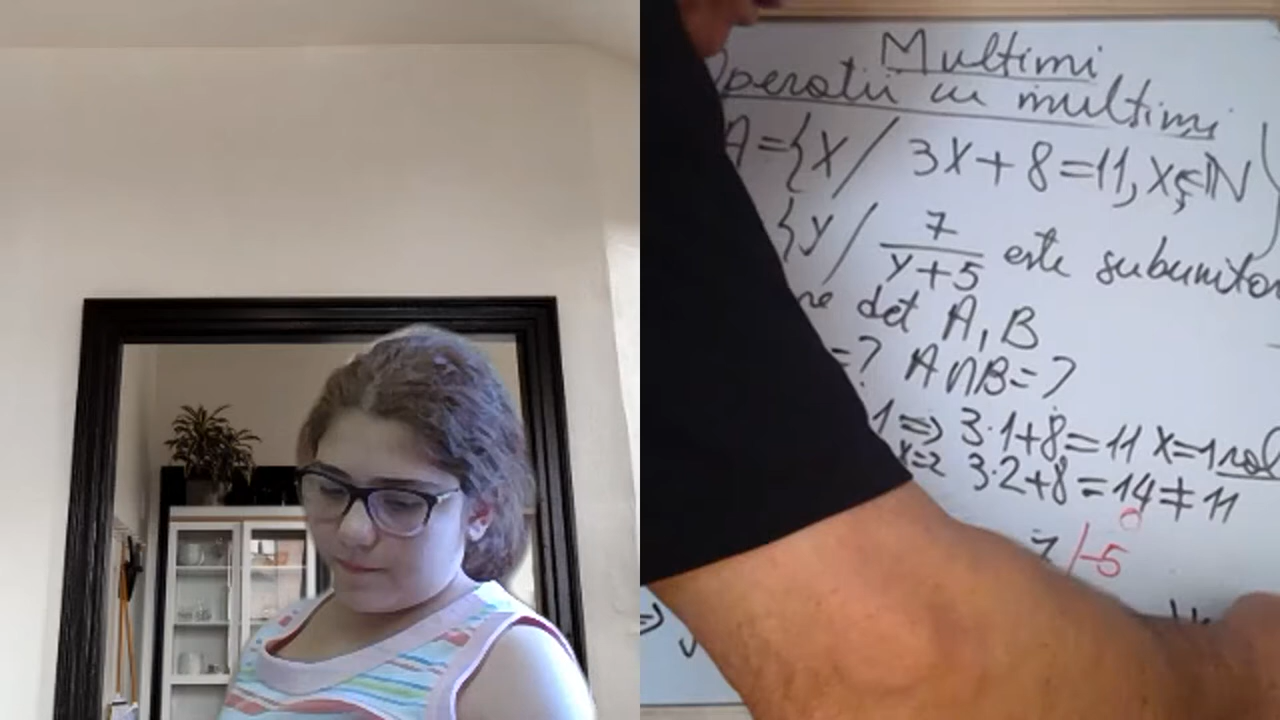 Multimi
Operatii cu multimi
A={x/ 3x+8=11, x∈ℕ}
{y/ 7/(y+5) este subunitar
det A, B
=? A∩B=?
1 => 3·1+8=11 x=1
x=2 3·2+8=14≠11
/-5
=>